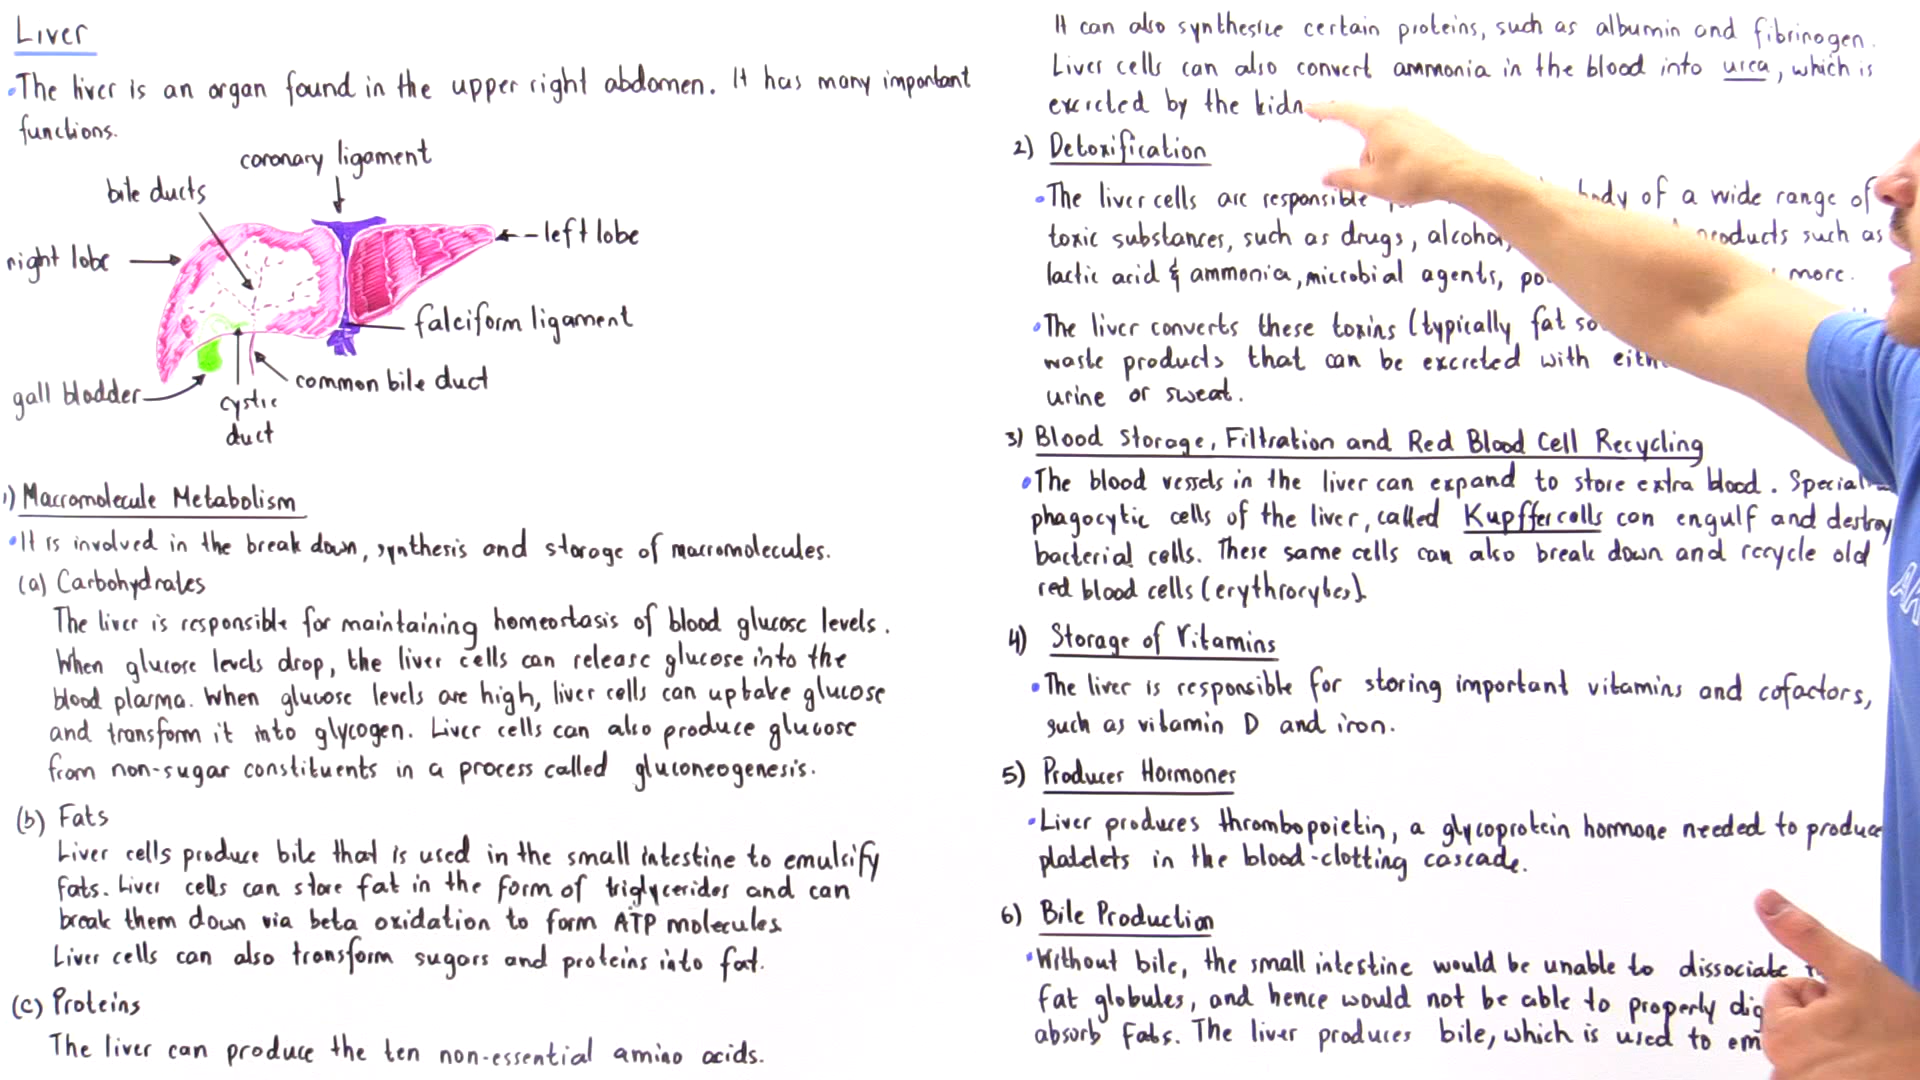 Liver
•The liver is an organ found in the upper right abdomen. It has many important
functions.
coronary ligament
bile ducts
right lobe
left lobe
falciform ligament
common bile duct
gall bladder
cystic
duct
1) Macromolecule Metabolism
•It is involved in the break down, synthesis and storage of macromolecules.
(a) Carbohydrates
The liver is responsible for maintaining homeostasis of blood glucose levels.
When glucose levels drop, the liver cells can release glucose into the
blood plasma. When glucose levels are high, liver cells can uptake glucose
and transform it into glycogen. Liver cells can also produce glucose
from non-sugar constituents in a process called gluconeogenesis.
(b) Fats
Liver cells produce bile that is used in the small intestine to emulsify
fats. Liver cells can store fat in the form of triglycerides and can
break them down via beta oxidation to form ATP molecules.
Liver cells can also transform sugars and proteins into fat.
(c) Proteins
The liver can produce the ten non-essential amino acids.
It can also synthesize certain proteins, such as albumin and fibrinogen.
Liver cells can also convert ammonia in the blood into urea, which is
excreted by the kidn
2) Detoxification
•The liver cells are responsible body of a wide range of
toxic substances, such as drugs, alcohol, products such as
lactic acid & ammonia, microbial agents, more.
•The liver converts these toxins (typically fat so
waste products that can be excreted with eith
urine or sweat.
3) Blood Storage, Filtration and Red Blood Cell Recycling
•The blood vessels in the liver can expand to store extra blood. Special
phagocytic cells of the liver, called Kupffer cells can engulf and destroy
bacterial cells. These same cells can also break down and recycle old
red blood cells (erythrocytes).
4) Storage of Vitamins
•The liver is responsible for storing important vitamins and cofactors,
such as vitamin D and iron.
5) Produces Hormones
•Liver produces thrombopoietin, a glycoprotein hormone needed to produce
platelets in the blood-clotting cascade.
6) Bile Production
•Without bile, the small intestine would be unable to dissociate
fat globules, and hence would not be able to properly dig
absorb fats. The liver produces bile, which is used to em